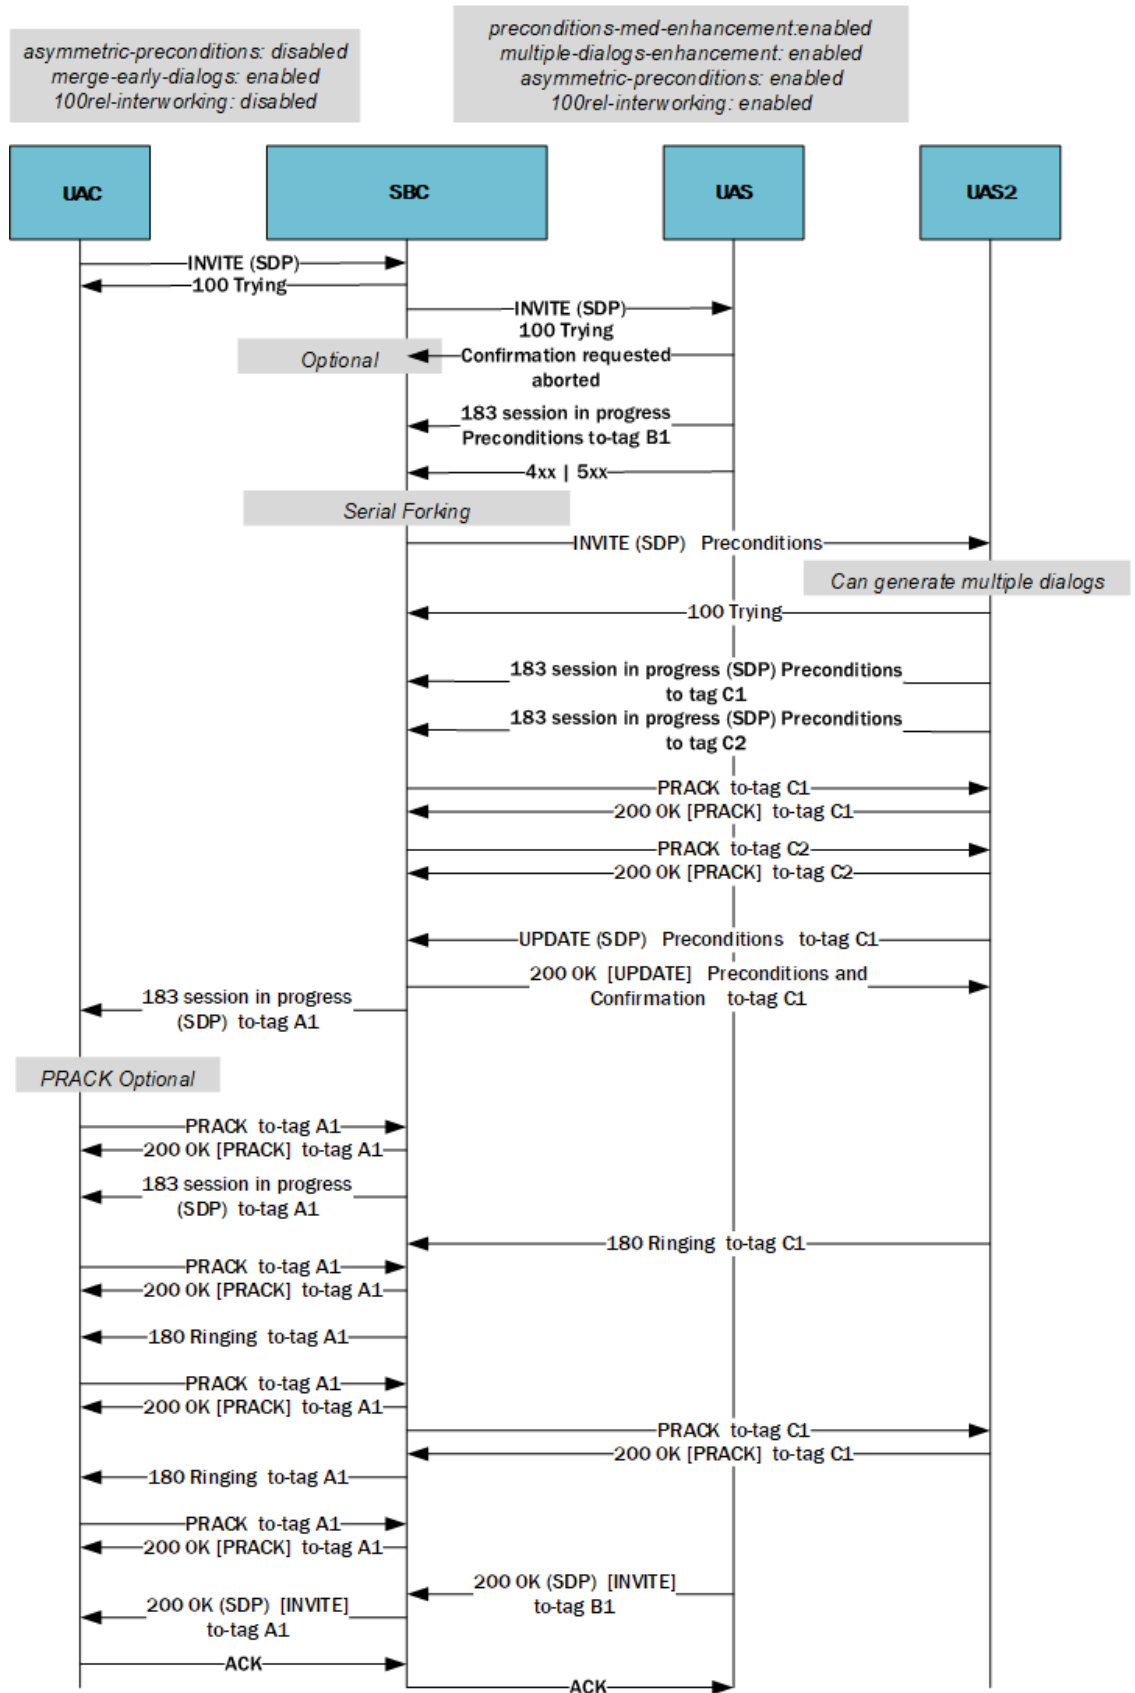 asymmetric-preconditions: disabled
merge-early-dialogs: enabled
100rel-interworking: disabled
preconditions-med-enhancement:enabled
multiple-dialogs-enhancement: enabled
asymmetric-preconditions: enabled
100rel-interworking: enabled
UAC
SBC
UAS
UAS2
INVITE (SDP)
100 Trying
INVITE (SDP)
100 Trying
Optional
Confirmation requested
aborted
183 session in progress
Preconditions to-tag B1
4xx | 5xx
Serial Forking
INVITE (SDP) Preconditions
Can generate multiple dialogs
100 Trying
183 session in progress (SDP) Preconditions
to tag C1
183 session in progress (SDP) Preconditions
to tag C2
PRACK to-tag C1
200 OK [PRACK] to-tag C1
PRACK to-tag C2
200 OK [PRACK] to-tag C2
UPDATE (SDP) Preconditions to-tag C1
200 OK [UPDATE] Preconditions and
Confirmation to-tag C1
183 session in progress
(SDP) to-tag A1
PRACK Optional
PRACK to-tag A1
200 OK [PRACK] to-tag A1
183 session in progress
(SDP) to-tag A1
180 Ringing to-tag C1
PRACK to-tag A1
200 OK [PRACK] to-tag A1
180 Ringing to-tag A1
PRACK to-tag A1
200 OK [PRACK] to-tag A1
PRACK to-tag C1
200 OK [PRACK] to-tag C1
180 Ringing to-tag A1
PRACK to-tag A1
200 OK [PRACK] to-tag A1
200 OK (SDP) [INVITE]
to-tag B1
200 OK (SDP) [INVITE]
to-tag A1
ACK
ACK